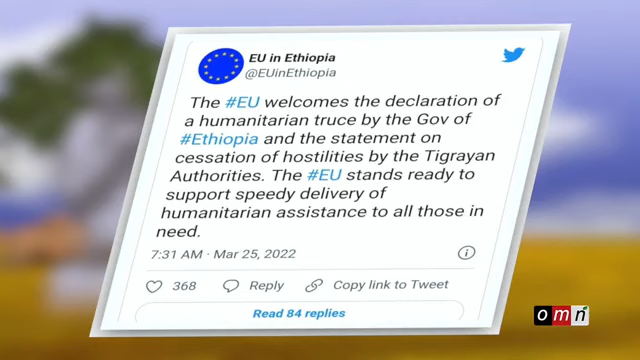 EU in Ethiopia
@EUinEthiopia
The #EU welcomes the declaration of
a humanitarian truce by the Gov of
#Ethiopia and the statement on
cessation of hostilities by the Tigrayan
Authorities. The #EU stands ready to
support speedy delivery of
humanitarian assistance to all those in
need.
7:31 AM · Mar 25, 2022
368 Reply Copy link to Tweet
Read 84 replies
omn